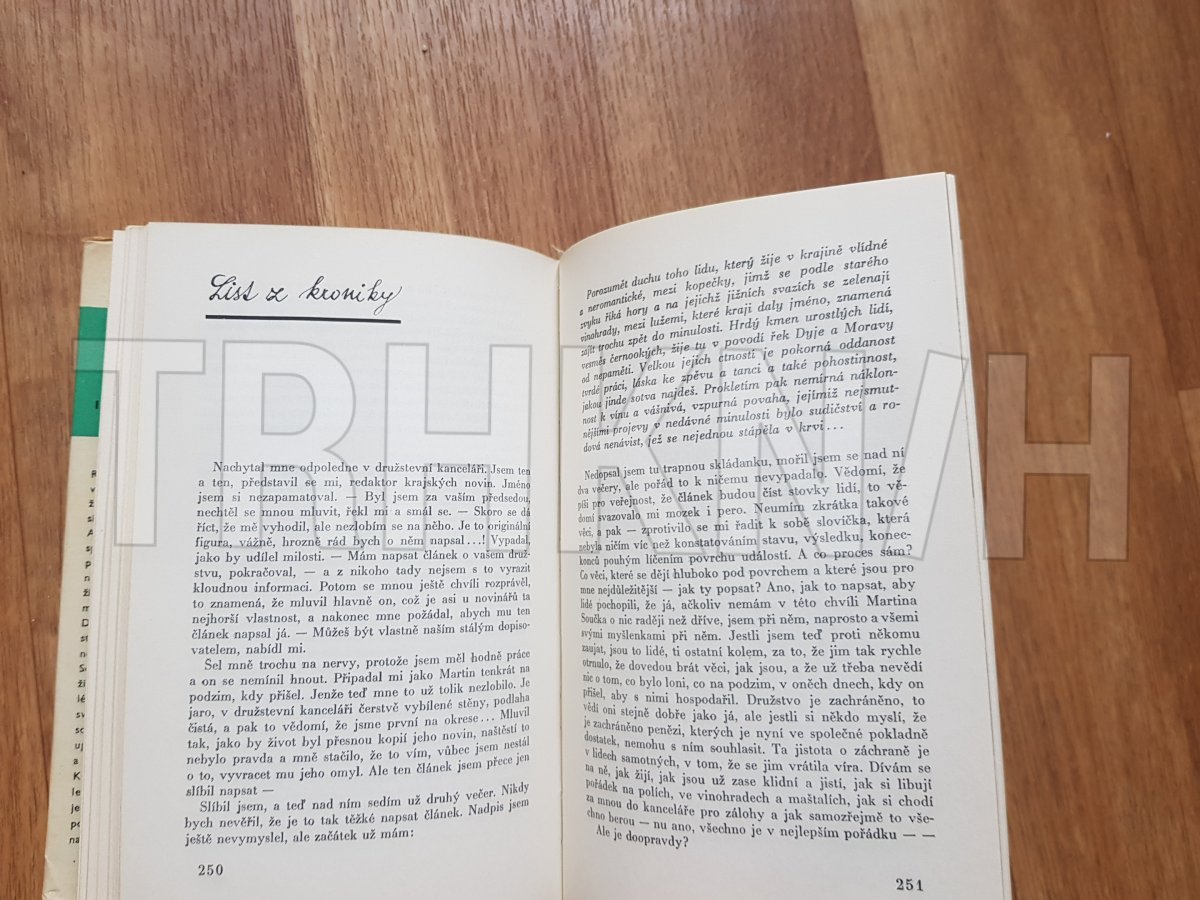 List z kroniky
Nachytal mne odpoledne v družstevní kanceláři. Jsem ten
a ten, představil se mi, redaktor krajských novin. Jméno
jsem si nezapamatoval. — Byl jsem za vaším předsedou,
nechtěl se mnou mluvit, řekl mi a smál se. — Skoro se dá
říct, že mě vyhodil, ale nezlobím se na něho. Je to originální
figura, vážně, hrozně rád bych o něm napsal...! Vypadal,
jako by udílel milosti. — Mám napsat článek o vašem druž-
stvu, pokračoval, — a z nikoho tady nejsem s to vyrazit
kloudnou informaci. Potom se mnou ještě chvíli rozprávěl,
to znamená, že mluvil hlavně on, což je asi u novinářů ta
nejhorší vlastnost, a nakonec mne požádal, abych mu ten
článek napsal já. — Můžeš být vlastně naším stálým dopiso-
vatelem, nabídl mi.
Šel mně trochu na nervy, protože jsem měl hodně práce
a on se nemínil hnout. Připadal mi jako Martin tenkrát na
podzim, kdy přišel. Jenže teď mne to už tolik nezlobilo. Je
jaro, v družstevní kanceláři čerstvě vybílené stěny, podlaha
čistá, a pak to vědomí, že jsme první na okrese... Mluvil
tak, jako by život byl přesnou kopií jeho novin, naštěstí to
nebylo pravda a mně stačilo, že to vím, vůbec jsem nestál
o to, vyvracet mu jeho omyl. Ale ten článek jsem přece jen
slíbil napsat —
Slíbil jsem, a teď nad ním sedím už druhý večer. Nikdy
bych nevěřil, že je to tak těžké napsat článek. Nadpis jsem
ještě nevymyslel, ale začátek už mám:
250
Porozumět duchu toho lidu, který žije v krajině vlídné
a neromantické, mezi kopečky, jimž se podle starého
zvyku říká hory a na jejichž jižních svazích se zelenají
vinohrady, mezi lužemi, které kraji daly jméno, znamená
zajít trochu zpět do minulosti. Hrdý kmen urostlých lidí,
vesměs černookých, žije tu v povodí řek Dyje a Moravy
od nepaměti. Velkou jejich ctností je pokorná oddanost
tvrdé práci, láska ke zpěvu a tanci a také pohostinnost,
jakou jinde sotva najdeš. Prokletím pak nemírná náklon-
nost k vínu a vášnivá, vzpurná povaha, jejímiž nejsmut-
nějšími projevy v nedávné minulosti bylo sudičství a ro-
dová nenávist, jež se nejednou stápěla v krvi...
Nedopsal jsem tu trapnou skládanku, mořil jsem se nad ní
dva večery, ale pořád to k ničemu nevypadalo. Vědomí, že
píši pro veřejnost, že článek budou číst stovky lidí, to vě-
domí svazovalo mi mozek i pero. Neumím zkrátka takové
věci, a pak — zprotivilo se mi řadit k sobě slovíčka, která
nebyla ničím víc než konstatováním stavu, výsledku, konec-
konců pouhým líčením povrchu událostí. A co proces sám?
Co věci, které se dějí hluboko pod povrchem a které jsou pro
mne nejdůležitější — jak ty popsat? Ano, jak to napsat, aby
lidé pochopili, že já, ačkoliv nemám v této chvíli Martina
Součka o nic raději než dříve, jsem při něm, naprosto a všemi
svými myšlenkami při něm. Jestli jsem teď proti někomu
zaujat, jsou to lidé, ti ostatní kolem, za to, že jim tak rychle
otrnulo, že dovedou brát věci, jak jsou, a že už třeba nevědí
nic o tom, co bylo loni, co na podzim, v oněch dnech, kdy on
přišel, aby s nimi hospodařil. Družstvo je zachráněno, to
vědí oni stejně dobře jako já, ale jestli si někdo myslí, že
je zachráněno penězi, kterých je nyní ve společné pokladně
dostatek, nemohu s ním souhlasit. Ta jistota o záchraně je
v lidech samotných, v tom, že se jim vrátila víra. Dívám se
na ně, jak žijí, jak jsou už zase klidní a jistí, jak si libují
pořádek na polích, ve vinohradech a maštalích, jak si chodí
za mnou do kanceláře pro zálohy a jak samozřejmě to vše-
chno berou — nu ano, všechno je v nejlepším pořádku — —
Ale je doopravdy?
251